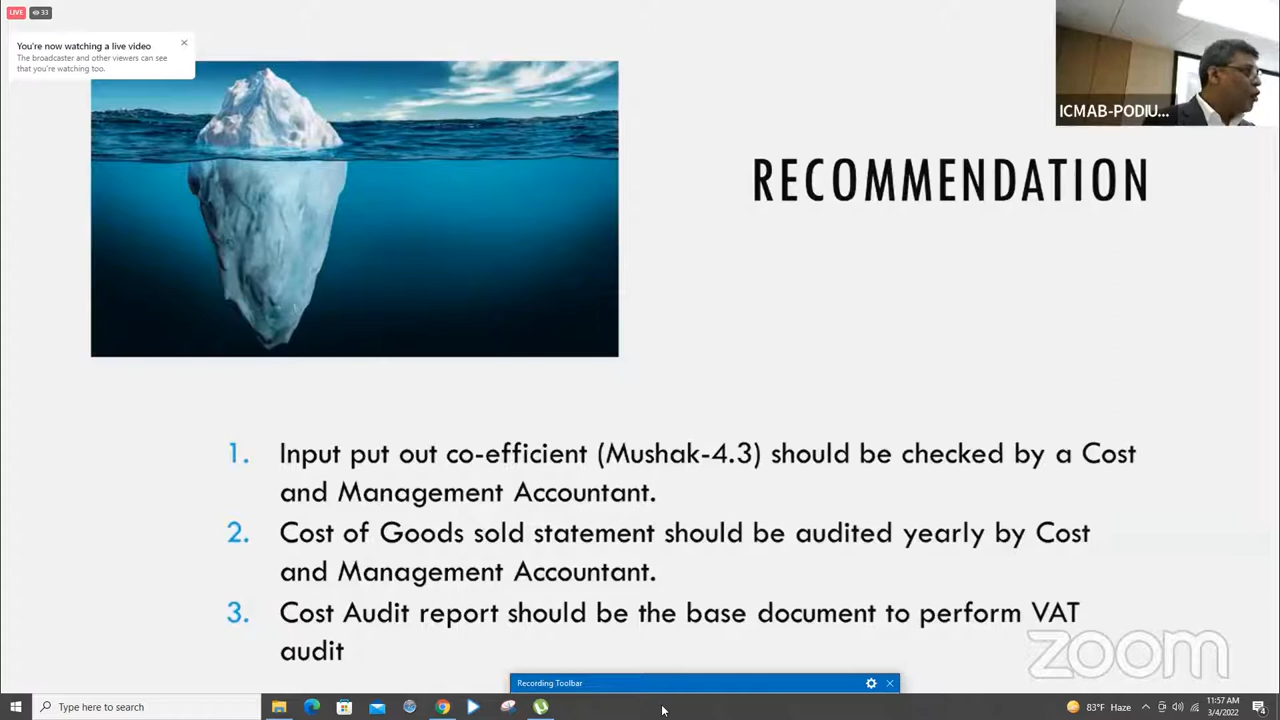 LIVE 33
You're now watching a live video
The broadcaster and other viewers can see
that you're watching too.
ICMAB-PODIU...
RECOMMENDATION
1. Input put out co-efficient (Mushak-4.3) should be checked by a Cost
and Management Accountant.
2. Cost of Goods sold statement should be audited yearly by Cost
and Management Accountant.
3. Cost Audit report should be the base document to perform VAT
audit
zoom
Recording Toolbar
Type here to search
83°F Haze
11:57 AM
3/4/2022
4